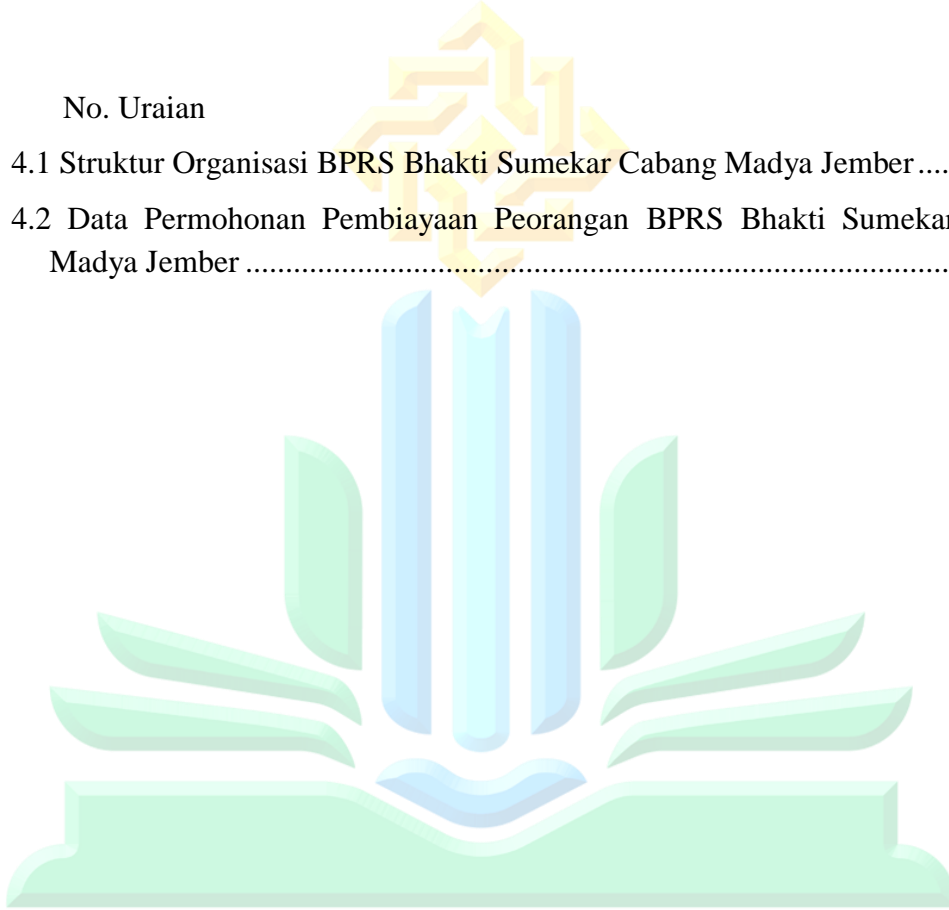 No. Uraian
4.1 Struktur Organisasi BPRS Bhakti Sumekar Cabang Madya Jember ....
4.2 Data Permohonan Pembiayaan Peorangan BPRS Bhakti Sumekar
Madya Jember ........................................................................................